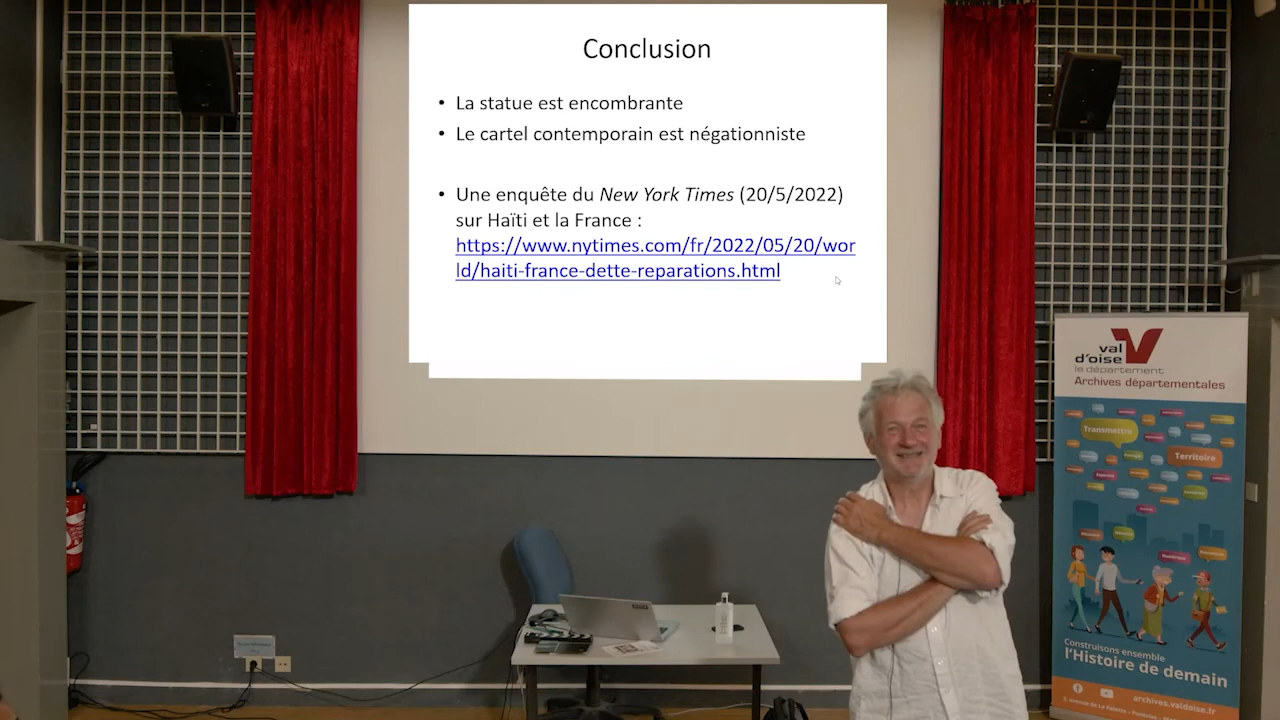 Conclusion
• La statue est encombrante
• Le cartel contemporain est négationniste
• Une enquête du New York Times (20/5/2022)
sur Haïti et la France :
https://www.nytimes.com/fr/2022/05/20/wor
ld/haiti-france-dette-reparations.html
val
d'oise
le département
Archives départementales
Transmettre
Territoire
Construisons ensemble
l'Histoire de demain
archives.valdoise.fr